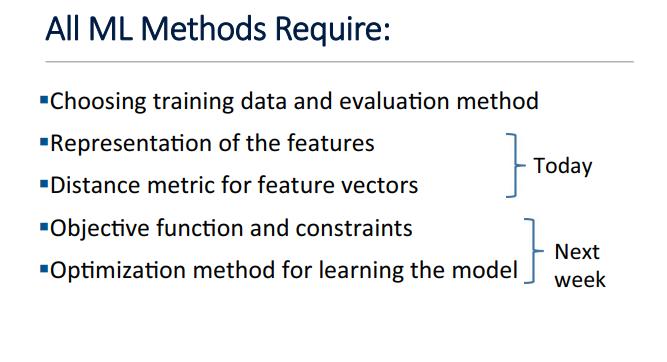 All ML Methods Require:
▪Choosing training data and evaluation method
▪Representation of the features
▪Distance metric for feature vectors
Today
▪Objective function and constraints
▪Optimization method for learning the model
Next
week